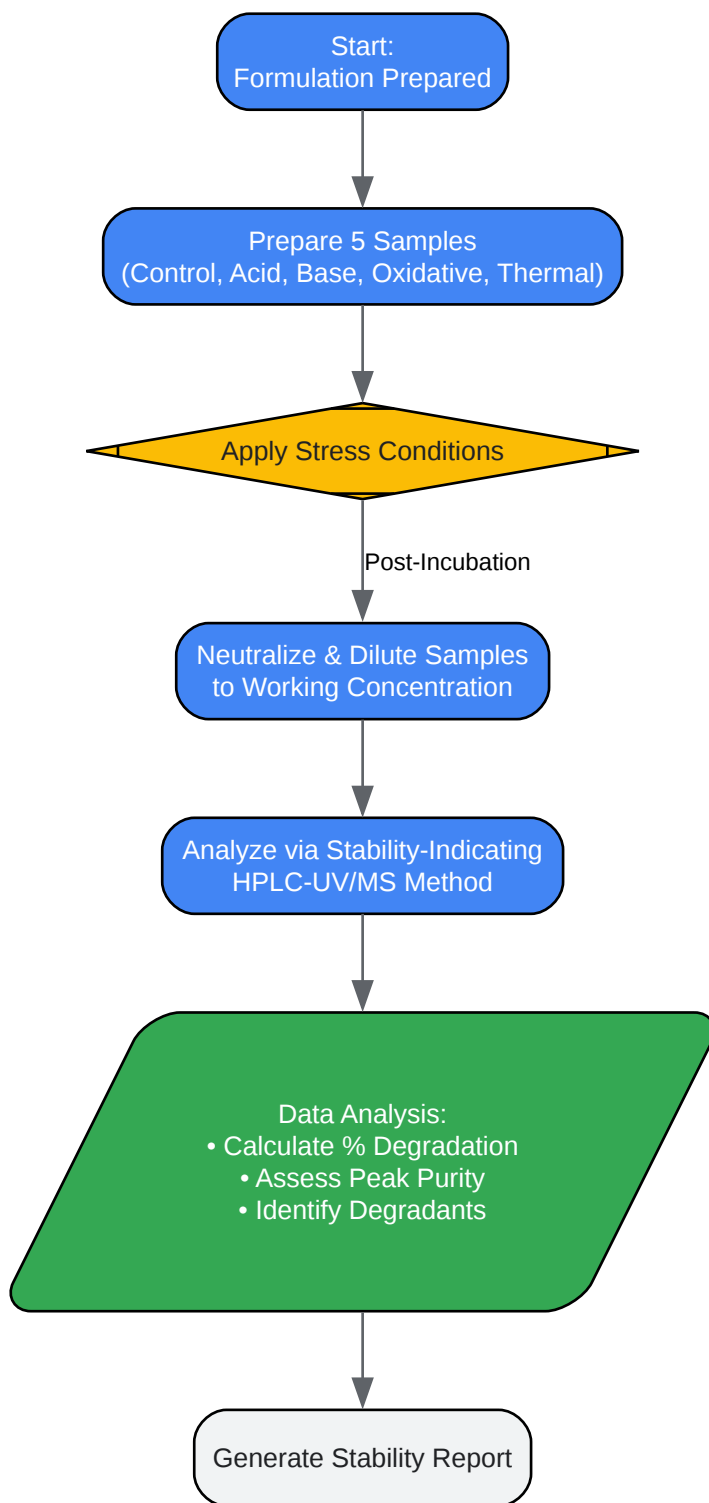 Start:
Formulation Prepared
Prepare 5 Samples
(Control, Acid, Base, Oxidative, Thermal)
Apply Stress Conditions
Post-Incubation
Neutralize & Dilute Samples
to Working Concentration
Analyze via Stability-Indicating
HPLC-UV/MS Method
Data Analysis:
• Calculate % Degradation
• Assess Peak Purity
• Identify Degradants
Generate Stability Report